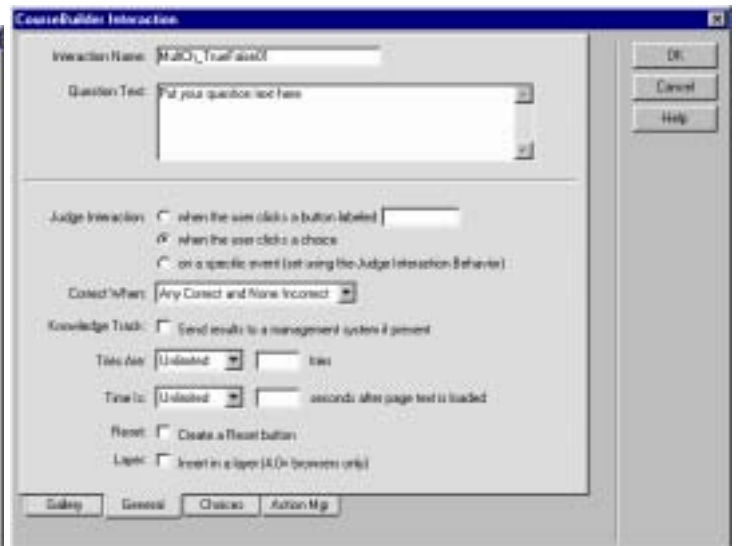 CourseBuilder Interaction
Interaction Name: MultCh_TrueFalse01
OK
Question Text: Put your question text here
Cancel
Help
Judge Interaction: when the user clicks a button labeled
when the user clicks a choice
on a specific event (set using the Judge Interaction Behavior)
Correct When: Any Correct and None Incorrect
Knowledge Track: Send results to a management system if present
Tries Are: Unlimited tries
Time Is: Unlimited seconds after page text is loaded
Reset: Create a Reset button
Layer: Insert in a layer (4.0+ browsers only)
Gallery General Choices Action Mgr